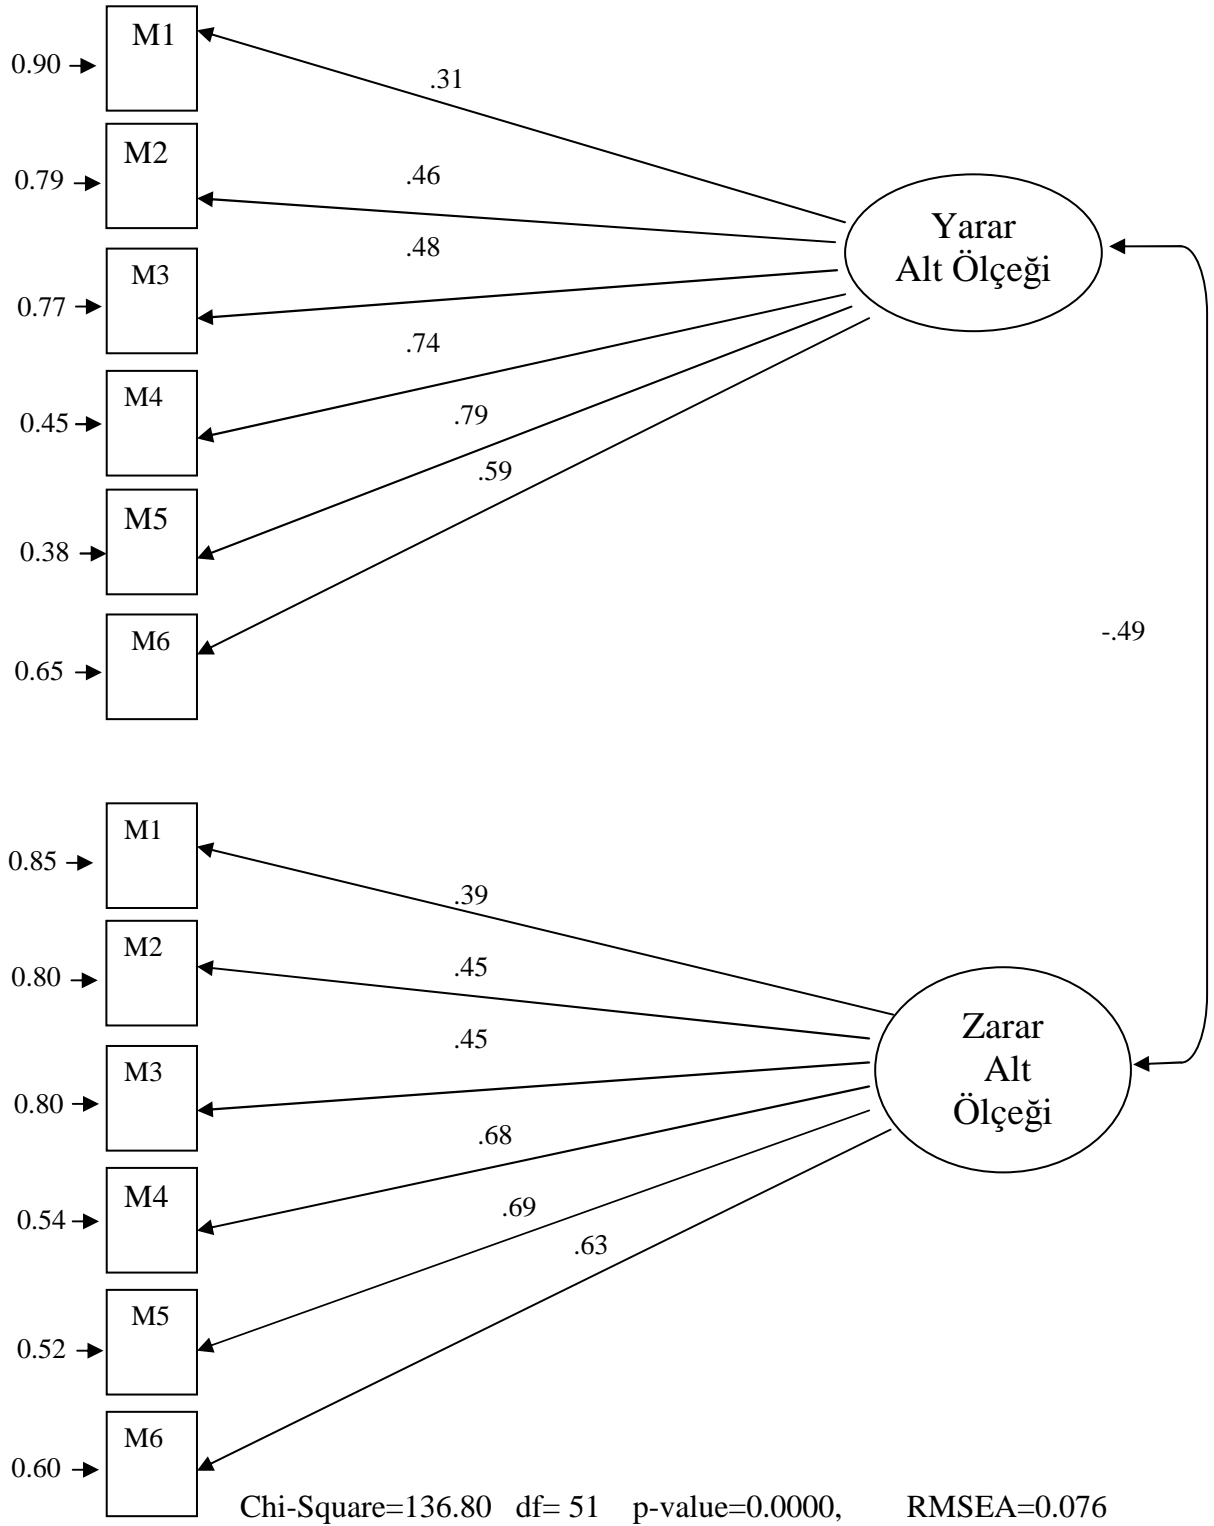 M1
0.90
.31
M2
0.79
.46
.48
M3
0.77
.74
M4
0.45
.79
.59
M5
0.38
M6
0.65
Yarar
Alt Ölçeği
-.49
M1
0.85
.39
M2
0.80
.45
.45
M3
0.80
.68
M4
0.54
.69
.63
M5
0.52
M6
0.60
Zarar
Alt
Ölçeği
Chi-Square=136.80 df= 51 p-value=0.0000, RMSEA=0.076